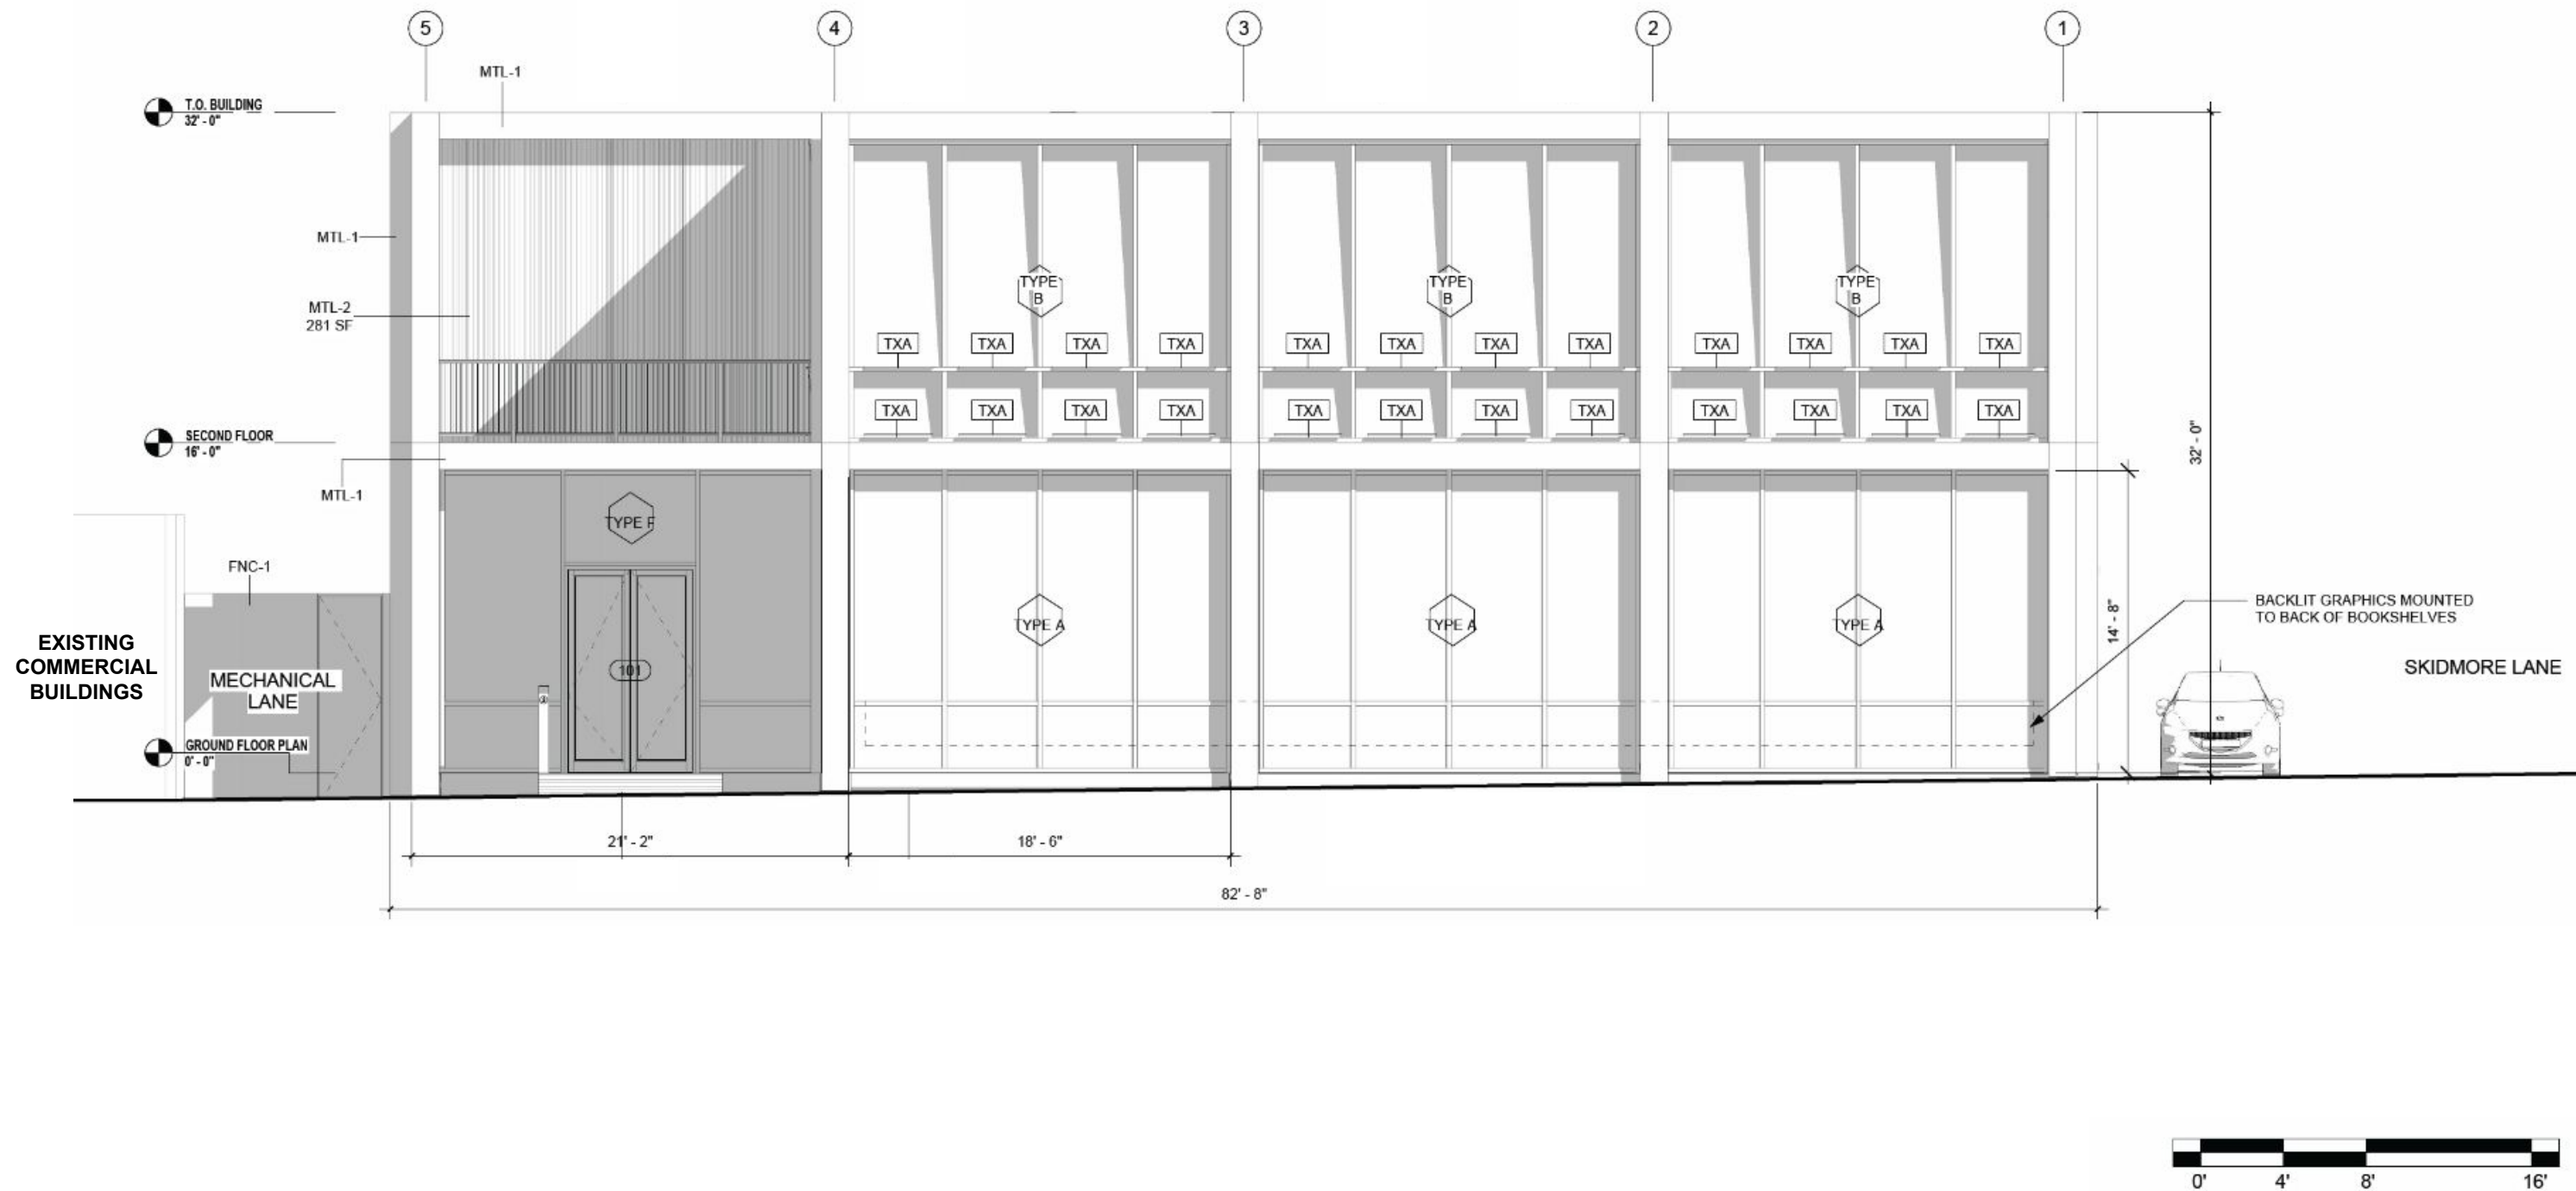 5 4 3 2 1
MTL-1
T.O. BUILDING
32' - 0"
MTL-1
MTL-2
281 SF
TYPE
B
TYPE
B
TYPE
B
TXA TXA TXA TXA TXA TXA TXA TXA TXA TXA TXA TXA
TXA TXA TXA TXA TXA TXA TXA TXA TXA TXA TXA TXA
SECOND FLOOR
16' - 0"
32' - 0"
MTL-1
TYPE F
FNC-1
EXISTING
COMMERCIAL
BUILDINGS
MECHANICAL
LANE
101
TYPE A TYPE A TYPE A
14' - 8"
BACKLIT GRAPHICS MOUNTED
TO BACK OF BOOKSHELVES
SKIDMORE LANE
GROUND FLOOR PLAN
0' - 0"
21' - 2" 18' - 6"
82' - 8"
0' 4' 8' 16'